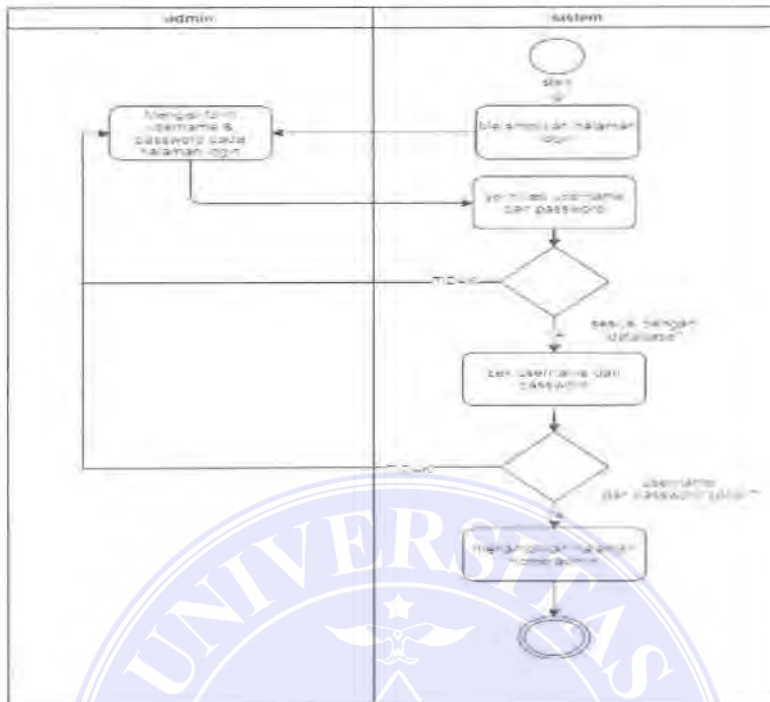 admin
sistem
start
Menampilkan halaman
login
Mengisi form
username &
password pada
halaman login
verifikasi username
dan password
TIDAK
sesuai dengan
database?
cek username dan
password
TIDAK
username
dan password
menampilkan halaman
home admin
UNIVERSITAS